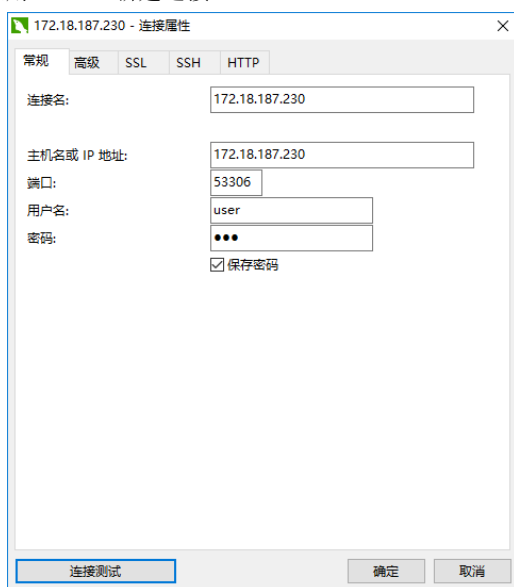 172.18.187.230 - 连接属性
常规 高级 SSL SSH HTTP
连接名: 172.18.187.230
主机名或 IP 地址: 172.18.187.230
端口: 53306
用户名: user
密码: ●●●
保存密码
连接测试 确定 取消